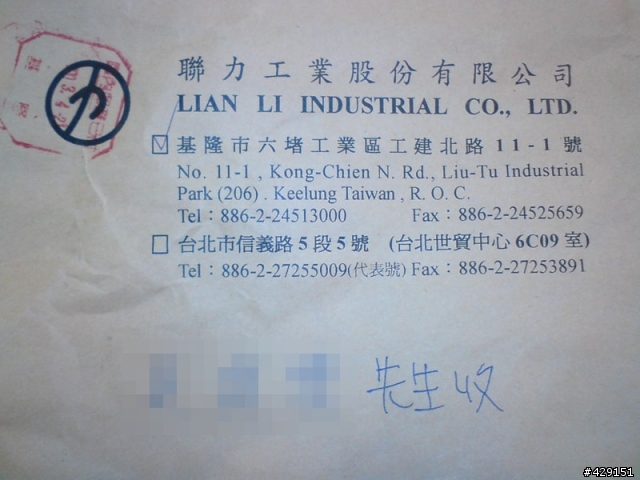 聯力工業股份有限公司
LIAN LI INDUSTRIAL CO., LTD.
基隆市六堵工業區工建北路 11-1 號
No. 11-1 , Kong-Chien N. Rd., Liu-Tu Industrial
Park (206) . Keelung Taiwan , R. O. C.
Tel : 886-2-24513000 Fax : 886-2-24525659
台北市信義路 5 段 5 號 (台北世貿中心 6C09 室)
Tel : 886-2-27255009(代表號) Fax : 886-2-27253891
先生收
#429151